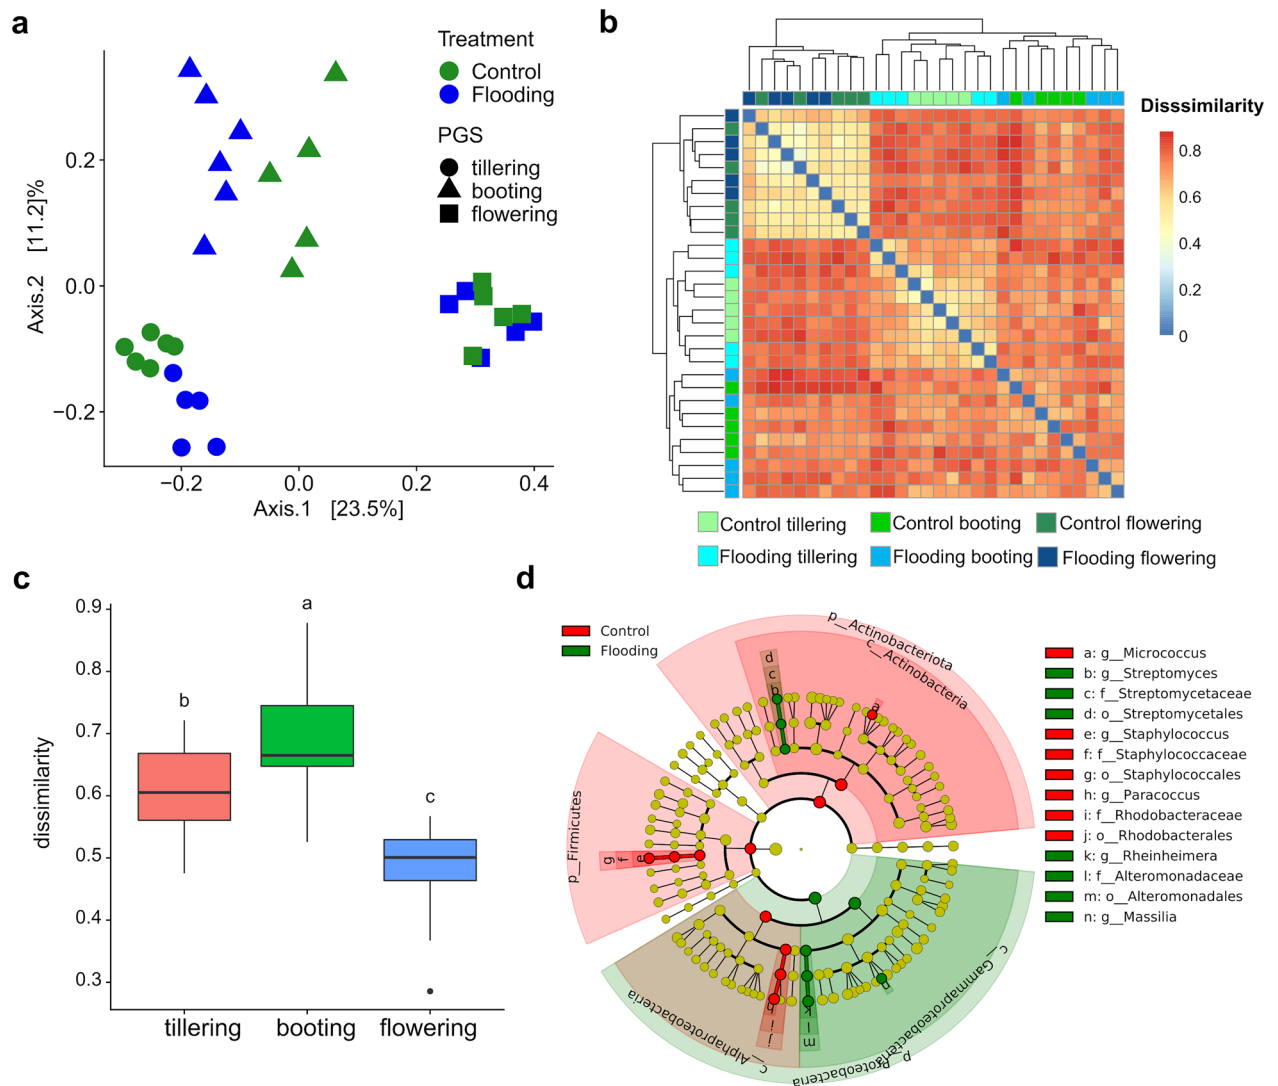 a
Treatment
Control
Flooding
PGS
tillering
booting
flowering
0.2
0.0
−0.2
Axis.2 [11.2]%
−0.2
0.0
0.2
0.4
Axis.1 [23.5%]
b
Disssimilarity
0.8
0.6
0.4
0.2
0
Control tillering
Control booting
Control flowering
Flooding tillering
Flooding booting
Flooding flowering
c
dissimilarity
0.9
0.8
0.7
0.6
0.5
0.4
0.3
b
a
c
tillering
booting
flowering
d
Control
Flooding
p__Actinobacteriota
c__Actinobacteria
d
c
b
a
p__Firmicutes
g
f
e
c__Alphaproteobacteria
h
i
j
k
l
m
n
c__Gammaproteobacteria
p__Proteobacteria
a: g__Micrococcus
b: g__Streptomyces
c: f__Streptomycetaceae
d: o__Streptomycetales
e: g__Staphylococcus
f: f__Staphylococcaceae
g: o__Staphylococcales
h: g__Paracoccus
i: f__Rhodobacteraceae
j: o__Rhodobacterales
k: g__Rheinheimera
l: f__Alteromonadaceae
m: o__Alteromonadales
n: g__Massilia